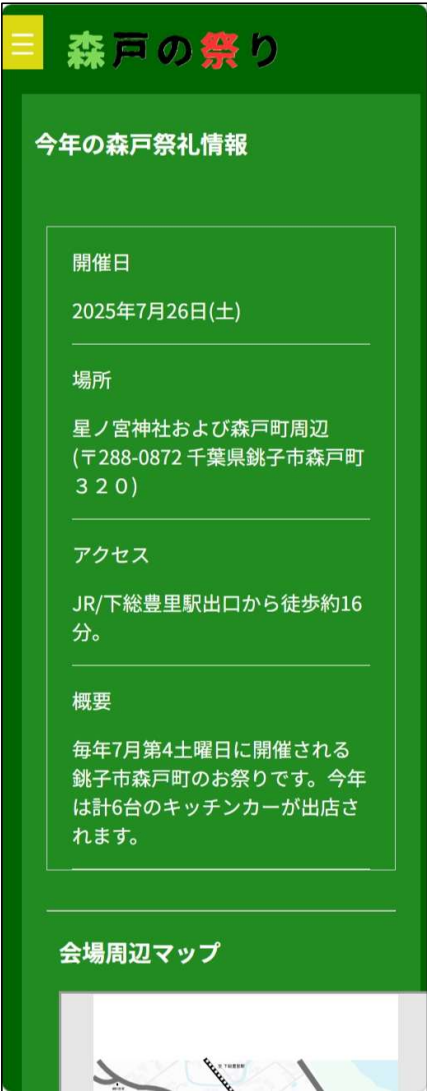 森戸の祭り
今年の森戸祭礼情報
開催日
2025年7月26日(土)
場所
星ノ宮神社および森戸町周辺
(〒288-0872 千葉県銚子市森戸町
３２０)
アクセス
JR/下総豊里駅出口から徒歩約16
分。
概要
毎年7月第4土曜日に開催される
銚子市森戸町のお祭りです。今年
は計6台のキッチンカーが出店さ
れます。
会場周辺マップ
下総豊里駅